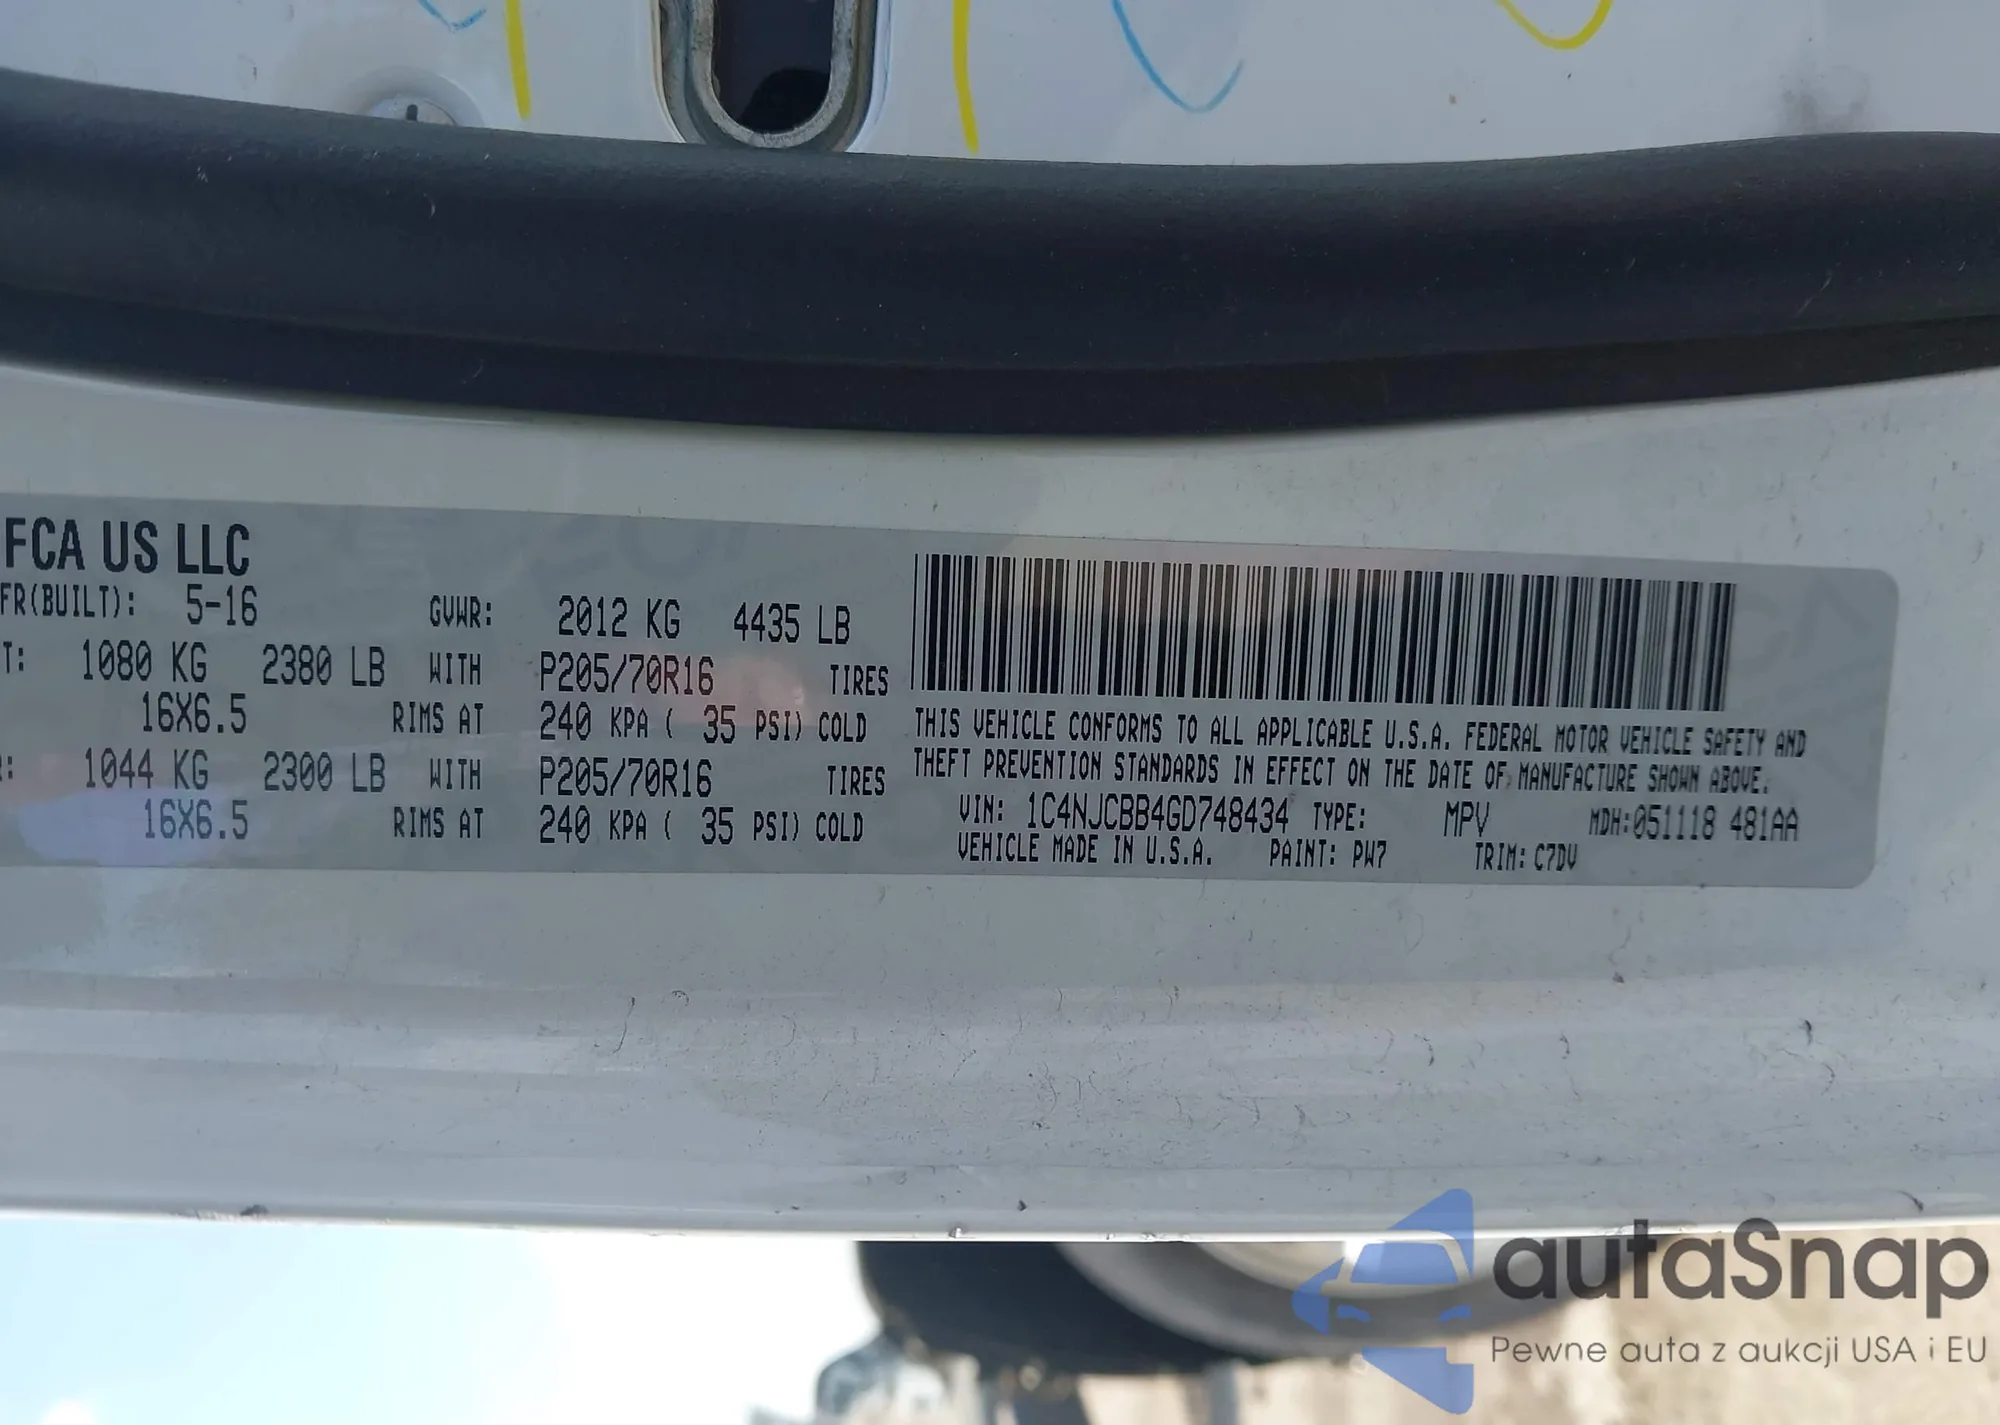 FCA US LLC
FR(BUILT): 5-16 GVWR: 2012 KG 4435 LB
T: 1080 KG 2380 LB WITH P205/70R16 TIRES
16X6.5 RIMS AT 240 KPA ( 35 PSI) COLD
R: 1044 KG 2300 LB WITH P205/70R16 TIRES
16X6.5 RIMS AT 240 KPA ( 35 PSI) COLD
THIS VEHICLE CONFORMS TO ALL APPLICABLE U.S.A. FEDERAL MOTOR VEHICLE SAFETY AND
THEFT PREVENTION STANDARDS IN EFFECT ON THE DATE OF MANUFACTURE SHOWN ABOVE.
VIN: 1C4NJCBB4GD748434 TYPE: MPV MDH:051118 481AA
VEHICLE MADE IN U.S.A. PAINT: PW7 TRIM: C7DV
autaSnap
Pewne auta z aukcji USA i EU